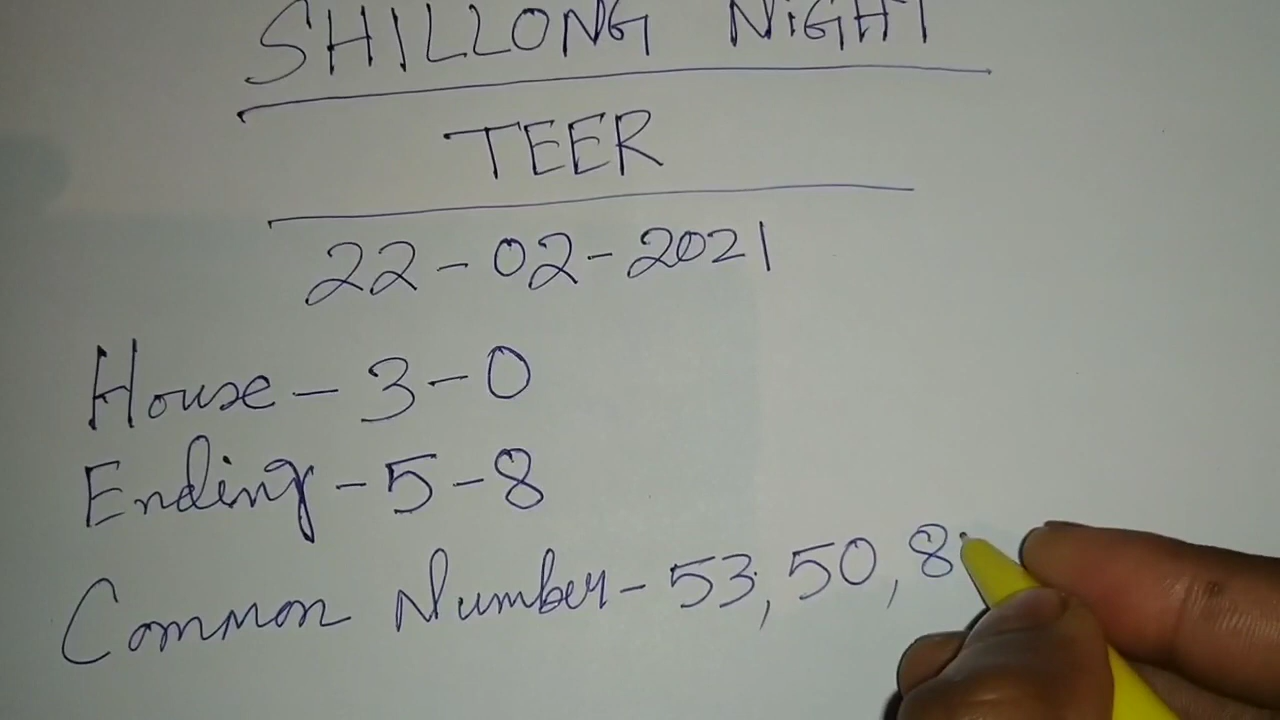 SHILLONG NIGHT
TEER
22-02-2021
House - 3-0
Ending - 5-8
Common Number - 53, 50, 8